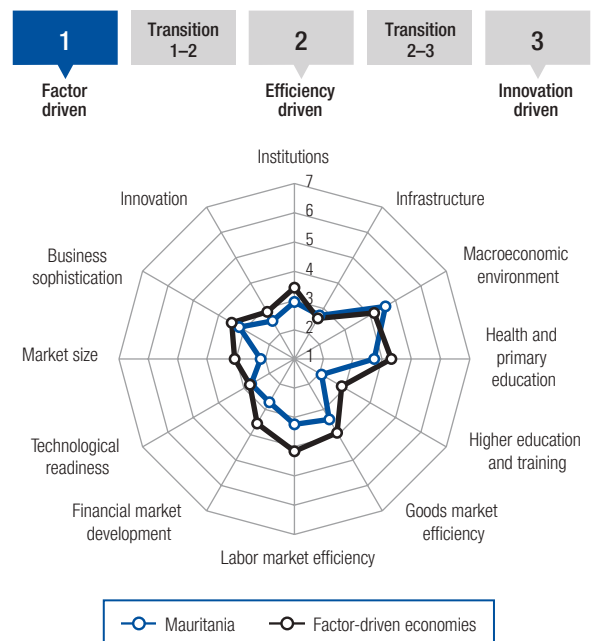 1
Transition
1–2
2
Transition
2–3
3
Factor
driven
Efficiency
driven
Innovation
driven
Institutions
7
6
5
4
3
2
1
Infrastructure
Macroeconomic
environment
Health and
primary
education
Higher education
and training
Goods market
efficiency
Labor market efficiency
Financial market
development
Technological
readiness
Market size
Business
sophistication
Innovation
Mauritania
Factor-driven economies